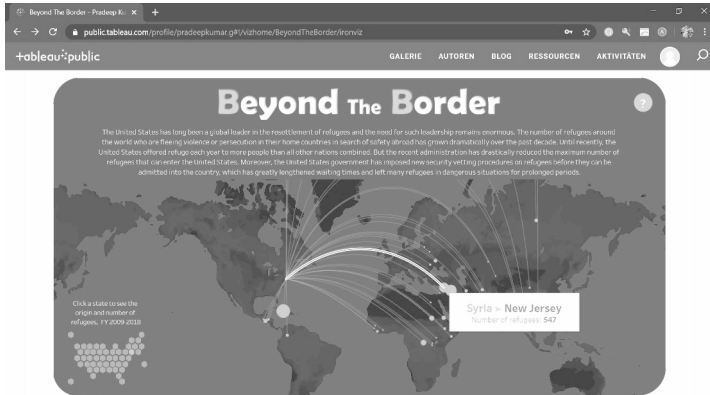 Beyond The Border - Pradeep Ku
public.tableau.com/profile/pradeepkumar.g#!/vizhome/BeyondTheBorder/ironviz
+ableau public GALERIE AUTOREN BLOG RESSOURCEN AKTIVITÄTEN
Beyond The Border
?
The United States has long been a global leader in the resettlement of refugees and the need for such leadership remains enormous. The number of refugees around
the world who are fleeing violence or persecution in their home countries in search of safety abroad has grown dramatically over the past decade. Until recently, the
United States offered refuge each year to more people than all other nations combined. But the recent administration has drastically reduced the maximum number of
refugees that can enter the United States. Moreover, the United States government has imposed new security vetting procedures on refugees before they can be
admitted into the country, which has greatly lengthened waiting times and left many refugees in dangerous situations for prolonged periods.
Syria > New Jersey
Number of refugees: 547
Click a state to see the
origin and number of
refugees, FY 2009-2018